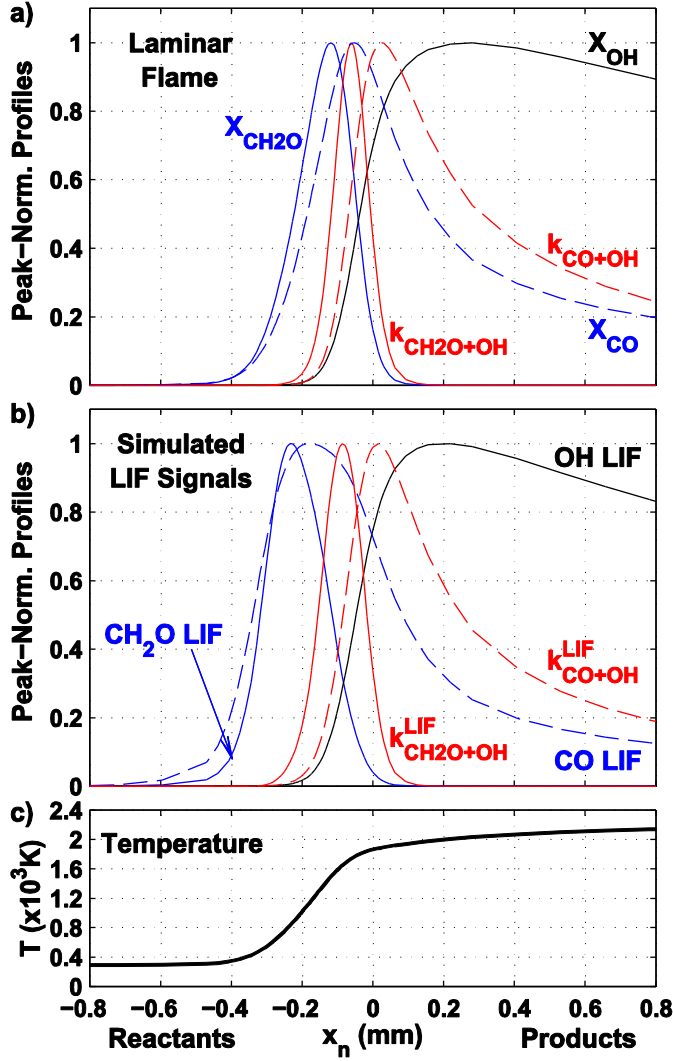 a)
Laminar
Flame
X_OH
X_CH2O
k_CO+OH
k_CH2O+OH
X_CO
Peak-Norm. Profiles
1
0.8
0.6
0.4
0.2
0
b)
Simulated
LIF Signals
OH LIF
CH_2O LIF
k^LIF_CO+OH
k^LIF_CH2O+OH
CO LIF
Peak-Norm. Profiles
1
0.8
0.6
0.4
0.2
0
c)
Temperature
T (x10^3K)
2.4
2
1.6
1.2
0.8
0.4
0
−0.8 −0.6 −0.4 −0.2 0 0.2 0.4 0.6 0.8
Reactants x_n (mm) Products